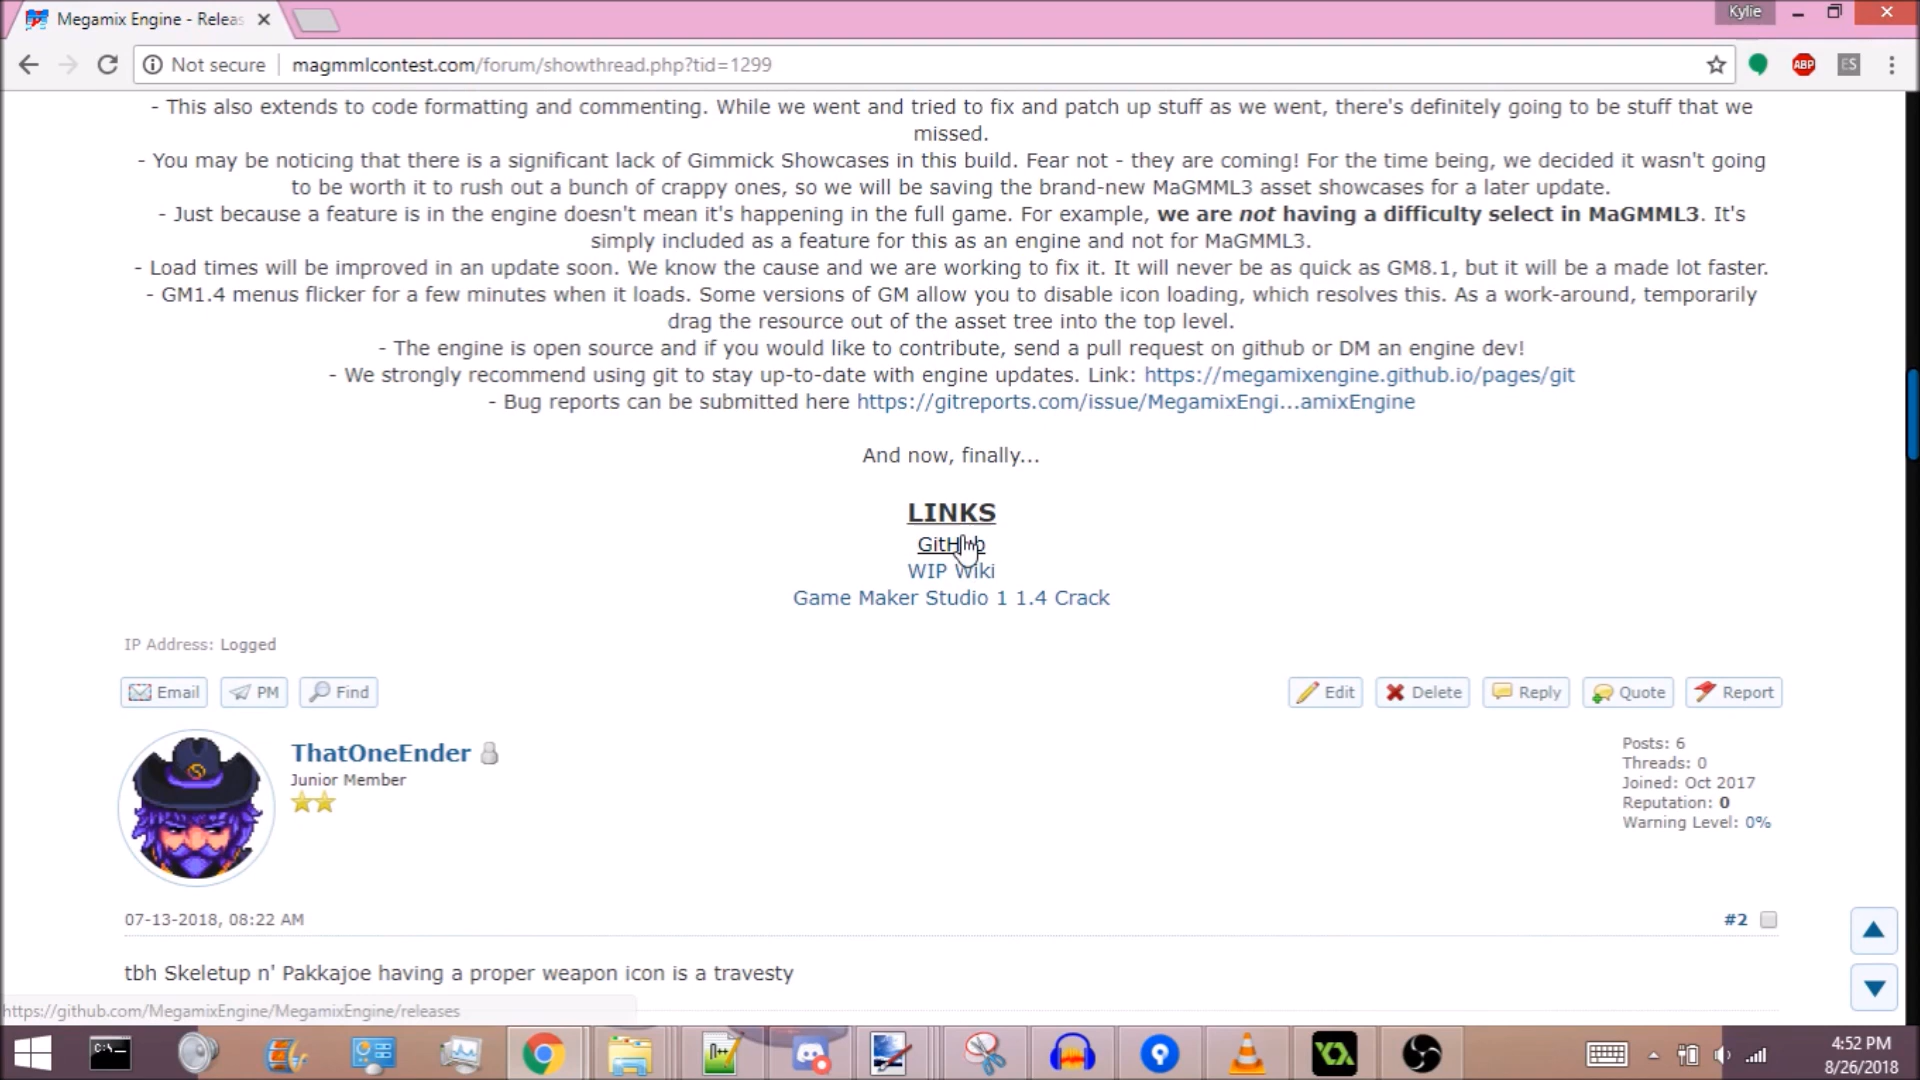 Megamix Engine - Releas
Kylie
Not secure
magmmlcontest.com/forum/showthread.php?tid=1299
ABP
ES
- This also extends to code formatting and commenting. While we went and tried to fix and patch up stuff as we went, there's definitely going to be stuff that we
missed.
- You may be noticing that there is a significant lack of Gimmick Showcases in this build. Fear not - they are coming! For the time being, we decided it wasn't going
to be worth it to rush out a bunch of crappy ones, so we will be saving the brand-new MaGMML3 asset showcases for a later update.
- Just because a feature is in the engine doesn't mean it's happening in the full game. For example, we are not having a difficulty select in MaGMML3. It's
simply included as a feature for this as an engine and not for MaGMML3.
- Load times will be improved in an update soon. We know the cause and we are working to fix it. It will never be as quick as GM8.1, but it will be a made lot faster.
- GM1.4 menus flicker for a few minutes when it loads. Some versions of GM allow you to disable icon loading, which resolves this. As a work-around, temporarily
drag the resource out of the asset tree into the top level.
- The engine is open source and if you would like to contribute, send a pull request on github or DM an engine dev!
- We strongly recommend using git to stay up-to-date with engine updates. Link: https://megamixengine.github.io/pages/git
- Bug reports can be submitted here https://gitreports.com/issue/MegamixEngi...amixEngine
And now, finally...
LINKS
GitHub
WIP Wiki
Game Maker Studio 1 1.4 Crack
IP Address: Logged
Email PM Find
Edit Delete Reply Quote Report
ThatOneEnder
Junior Member
Posts: 6
Threads: 0
Joined: Oct 2017
Reputation: 0
Warning Level: 0%
07-13-2018, 08:22 AM
#2
tbh Skeletup n' Pakkajoe having a proper weapon icon is a travesty
https://github.com/MegamixEngine/MegamixEngine/releases
4:52 PM
8/26/2018